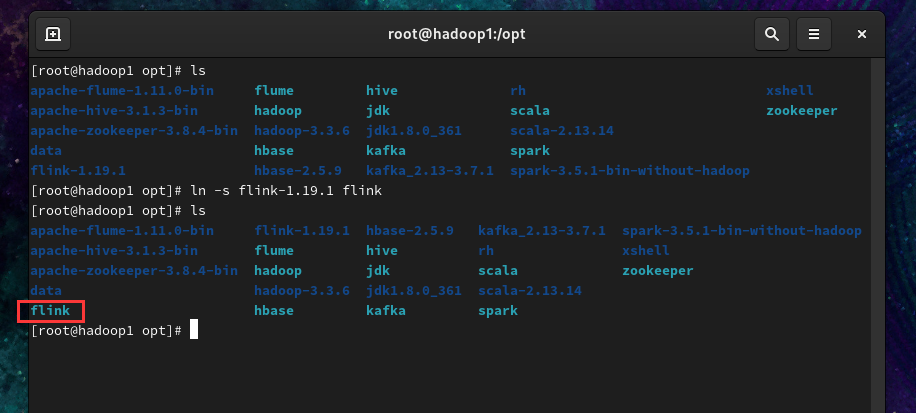 root@hadoop1:/opt
[root@hadoop1 opt]# ls
apache-flume-1.11.0-bin flume hive rh xshell
apache-hive-3.1.3-bin hadoop jdk scala zookeeper
apache-zookeeper-3.8.4-bin hadoop-3.3.6 jdk1.8.0_361 scala-2.13.14
data hbase kafka spark
flink-1.19.1 hbase-2.5.9 kafka_2.13-3.7.1 spark-3.5.1-bin-without-hadoop
[root@hadoop1 opt]# ln -s flink-1.19.1 flink
[root@hadoop1 opt]# ls
apache-flume-1.11.0-bin flink-1.19.1 hbase-2.5.9 kafka_2.13-3.7.1 spark-3.5.1-bin-without-hadoop
apache-hive-3.1.3-bin flume hive rh xshell
apache-zookeeper-3.8.4-bin hadoop jdk scala zookeeper
data hadoop-3.3.6 jdk1.8.0_361 scala-2.13.14
flink hbase kafka spark
[root@hadoop1 opt]#